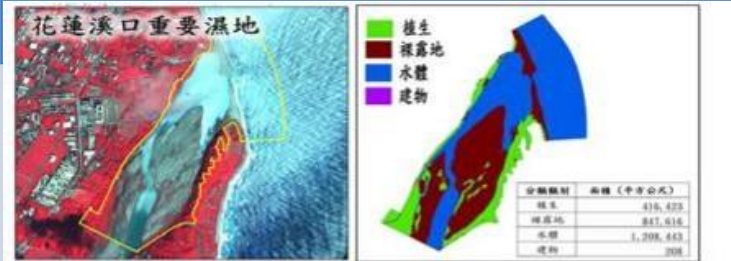 花蓮溪口重要濕地
植生
裸露地
水體
建物
分類類別 面積 (平方公尺)
植生 416,423
裸露地 847,616
水體 1,208,443
建物 208